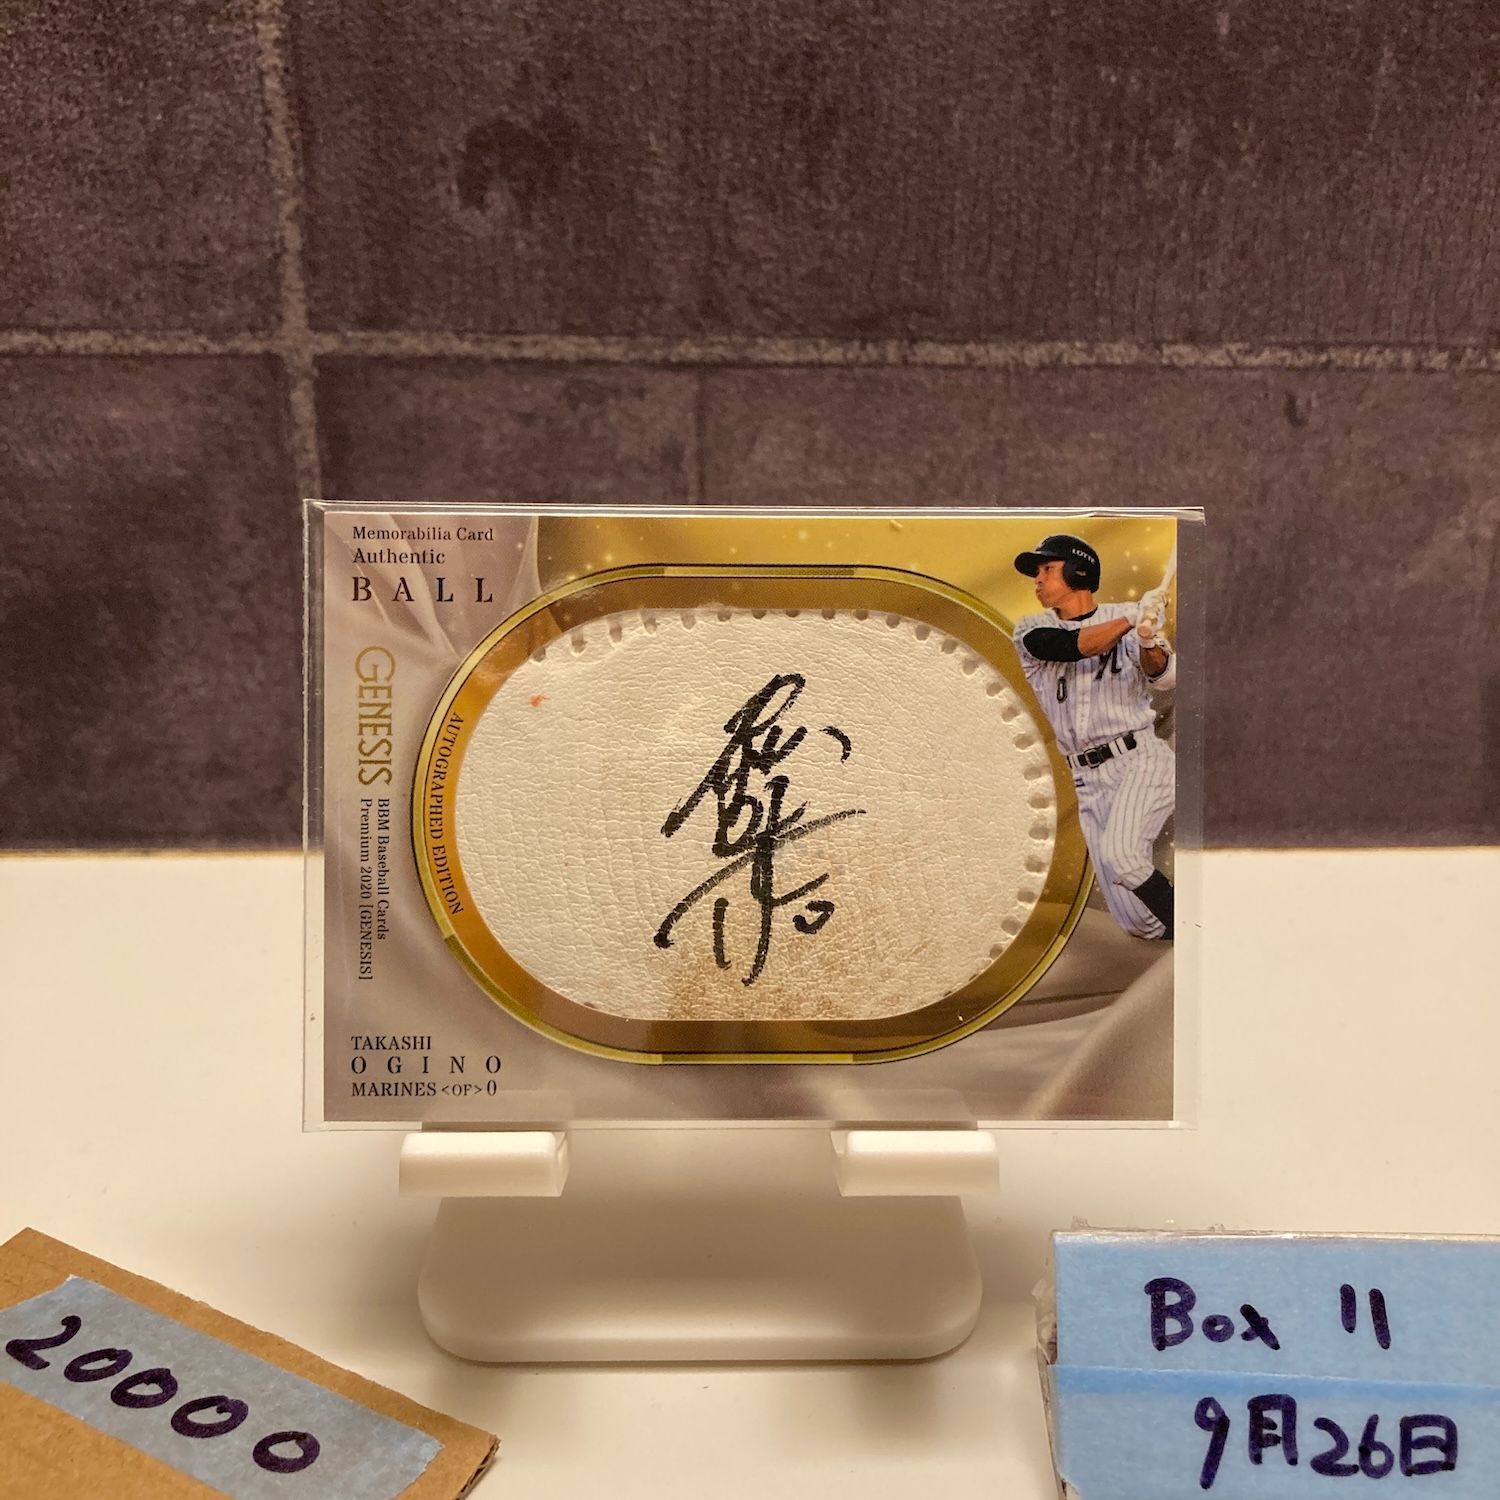 Memorabilia Card
Authentic
BALL
GENESIS
BBM Baseball Cards
Premium 2020 [GENESIS]
AUTOGRAPHED EDITION
LOTTE
0
TAKASHI
OGINO
MARINES <OF> 0
20000
Box 11
9月26日